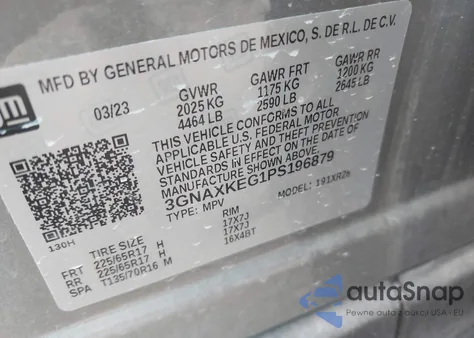 gm
MFD BY GENERAL MOTORS DE MEXICO, S. DE R.L. DE C.V.
03/23 GVWR GAWR FRT GAWR RR
2025 KG 1175 KG 1200 KG
4464 LB 2590 LB 2645 LB
THIS VEHICLE CONFORMS TO ALL
APPLICABLE U.S. FEDERAL MOTOR
VEHICLE SAFETY AND THEFT PREVENTION
STANDARDS IN EFFECT ON THE DATE OF
MANUFACTURE SHOWN ABOVE.
3GNAXKEG1PS196879
TYPE: MPV MODEL: 191XR26
130H
TIRE SIZE RIM
FRT 225/65R17 H 17X7J
RR 225/65R17 H 17X7J
SPA T135/70R16 M 16X4BT
autoSnap
Pewne auto z aukcji USA - EU